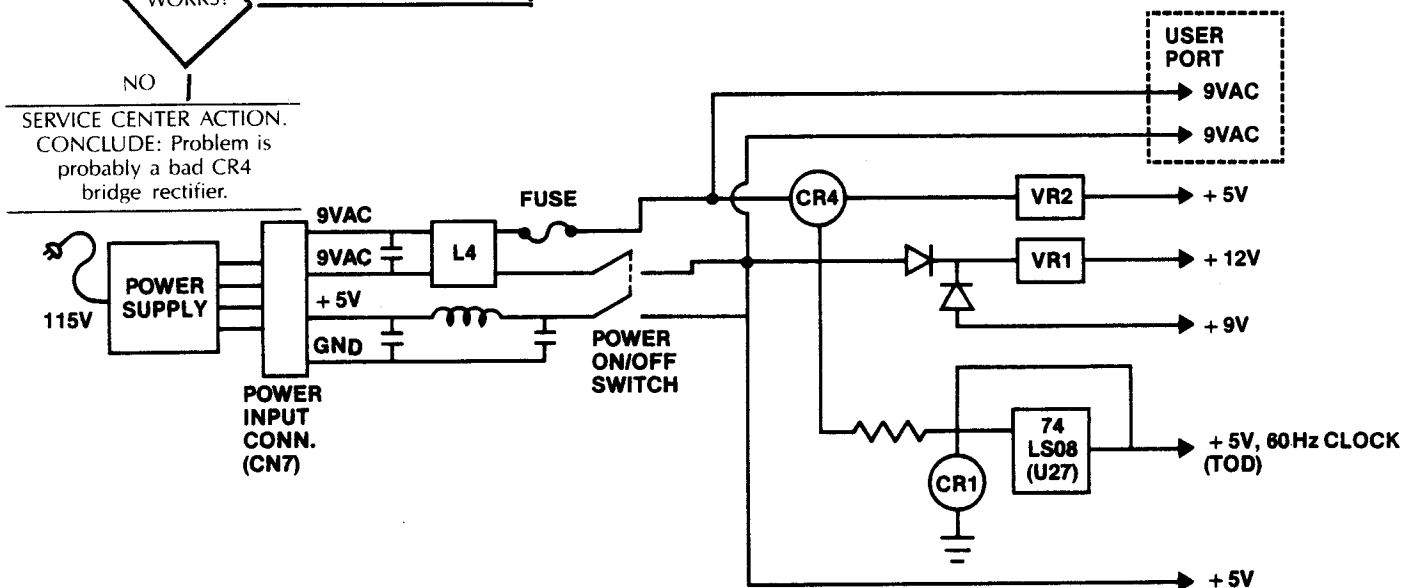 WORKS?
NO
SERVICE CENTER ACTION.
CONCLUDE: Problem is
probably a bad CR4
bridge rectifier.
USER
PORT
9VAC
9VAC
CR4
VR2
+ 5V
FUSE
9VAC
9VAC
L4
VR1
+ 12V
+ 5V
+ 9V
GND
115V
POWER
SUPPLY
POWER
ON/OFF
SWITCH
POWER
INPUT
CONN.
(CN7)
74
LS08
(U27)
+ 5V, 60Hz CLOCK
(TOD)
CR1
+ 5V